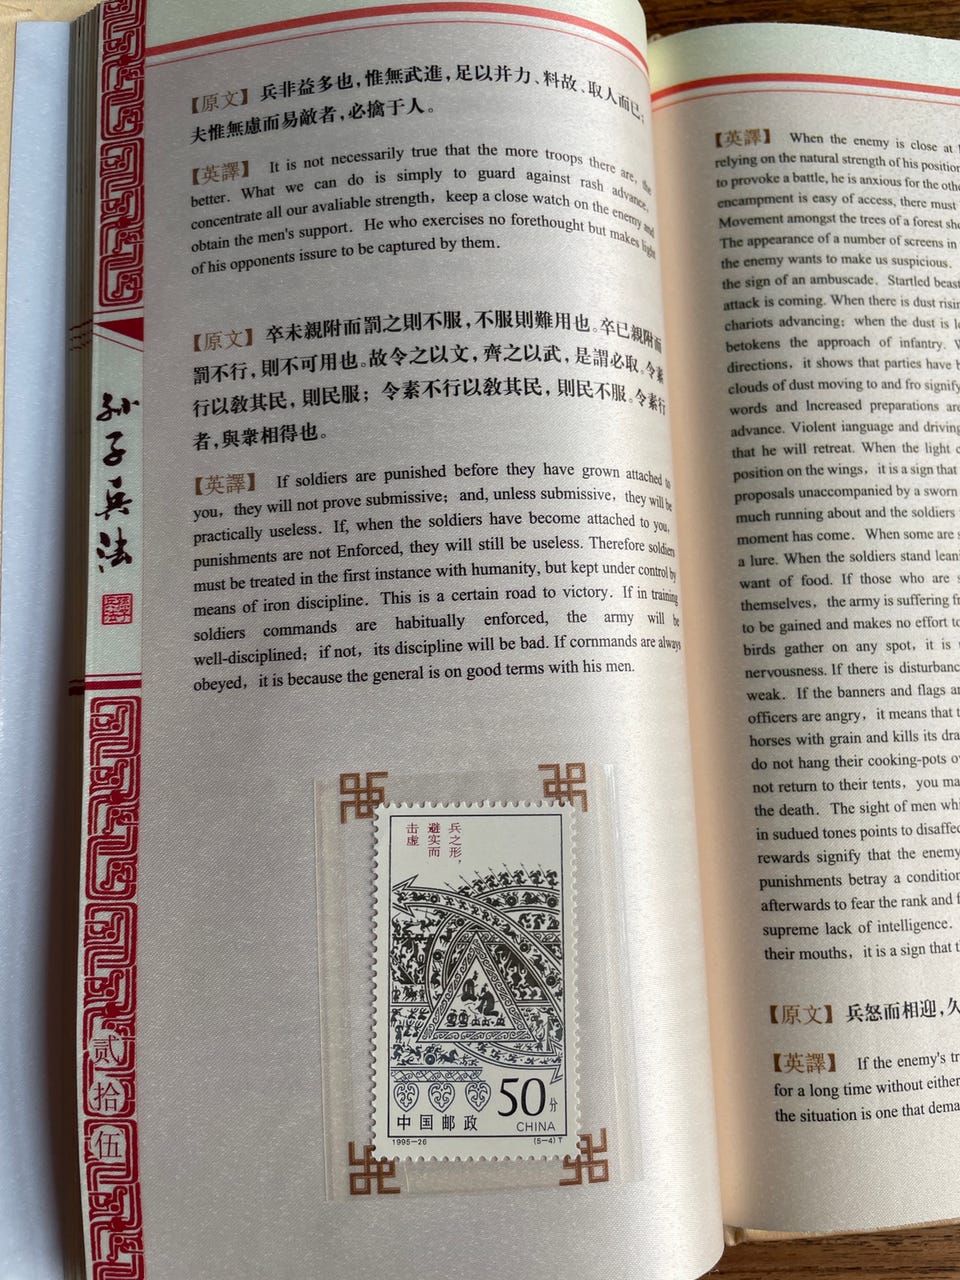 【原文】 兵非益多也，惟無武進，足以并力、料故、取人而已；
夫惟無慮而易敵者，必擒于人。
【英譯】 It is not necessarily true that the more troops there are, the
better. What we can do is simply to guard against rash advance,
concentrate all our avaliable strength, keep a close watch on the enemy and
obtain the men's support. He who exercises no forethought but makes light
of his opponents issure to be captured by them.
【原文】 卒未親附而罰之則不服，不服則難用也。卒已親附而
罰不行，則不可用也。故令之以文，齊之以武，是謂必取。令素
行以教其民，則民服；令素不行以教其民，則民不服。令素行
者，與衆相得也。
【英譯】 If soldiers are punished before they have grown attached to
you, they will not prove submissive; and, unless submissive, they will be
practically useless. If, when the soldiers have become attached to you,
punishments are not Enforced, they will still be useless. Therefore soldiers
must be treated in the first instance with humanity, but kept under control by
means of iron discipline. This is a certain road to victory. If in training
soldiers commands are habitually enforced, the army will be
well-disciplined; if not, its discipline will be bad. If cornmands are always
obeyed, it is because the general is on good terms with his men.
孙子兵法
贰拾伍
兵之形，
避实而
击虚
50分
中国邮政 CHINA
1995-26 (5-4)T
【英譯】 When the enemy is close at
relying on the natural strength of his position
to provoke a battle, he is anxious for the
encampment is easy of access, there must
Movement amongst the trees of a forest
The appearance of a number of screens in
the enemy wants to make us suspicious.
the sign of an ambuscade. Startled
attack is coming. When there is dust
chariots advancing; when the dust is
betokens the approach of infantry.
directions, it shows that parties have
clouds of dust moving to and fro signify
words and Increased preparations are
advance. Violent ianguage and driving
that he will retreat. When the light
position on the wings, it is a sign that
proposals unaccompanied by a sworn
much running about and the soldiers
moment has come. When some are
a lure. When the soldiers stand
want of food. If those who are
themselves, the army is suffering
to be gained and makes no effort to
birds gather on any spot, it is
nervousness. If there is disturbance
weak. If the banners and flags
officers are angry, it means that
horses with grain and kills its
do not hang their cooking-pots
not return to their tents, you
the death. The sight of men
in sudued tones points to
rewards signify that the enemy
punishments betray a condition
afterwards to fear the rank and
supreme lack of intelligence.
their mouths, it is a sign that
【原文】 兵怒而相迎，久
【英譯】 If the enemy's
for a long time without either
the situation is one that